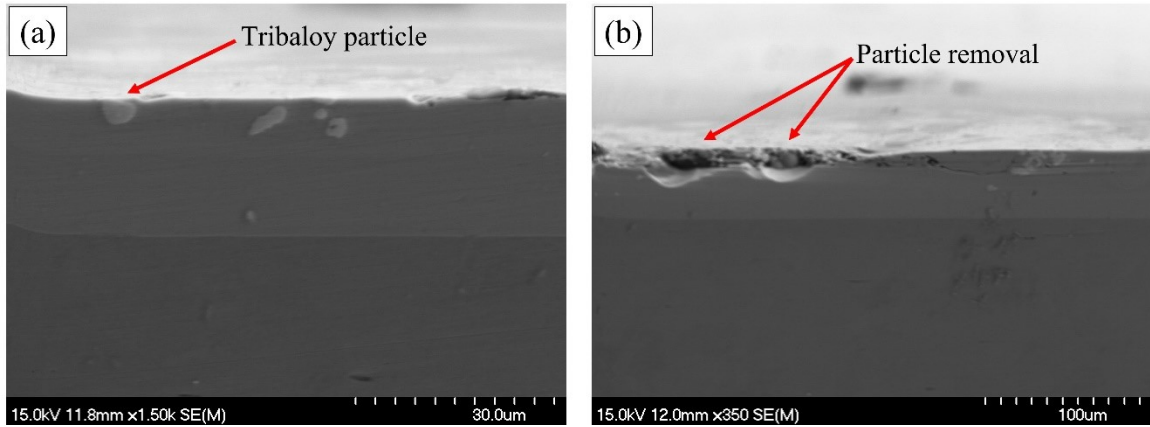 (a)
Tribaloy particle
15.0kV 11.8mm x1.50k SE(M)
30.0um
(b)
Particle removal
15.0kV 12.0mm x350 SE(M)
100um